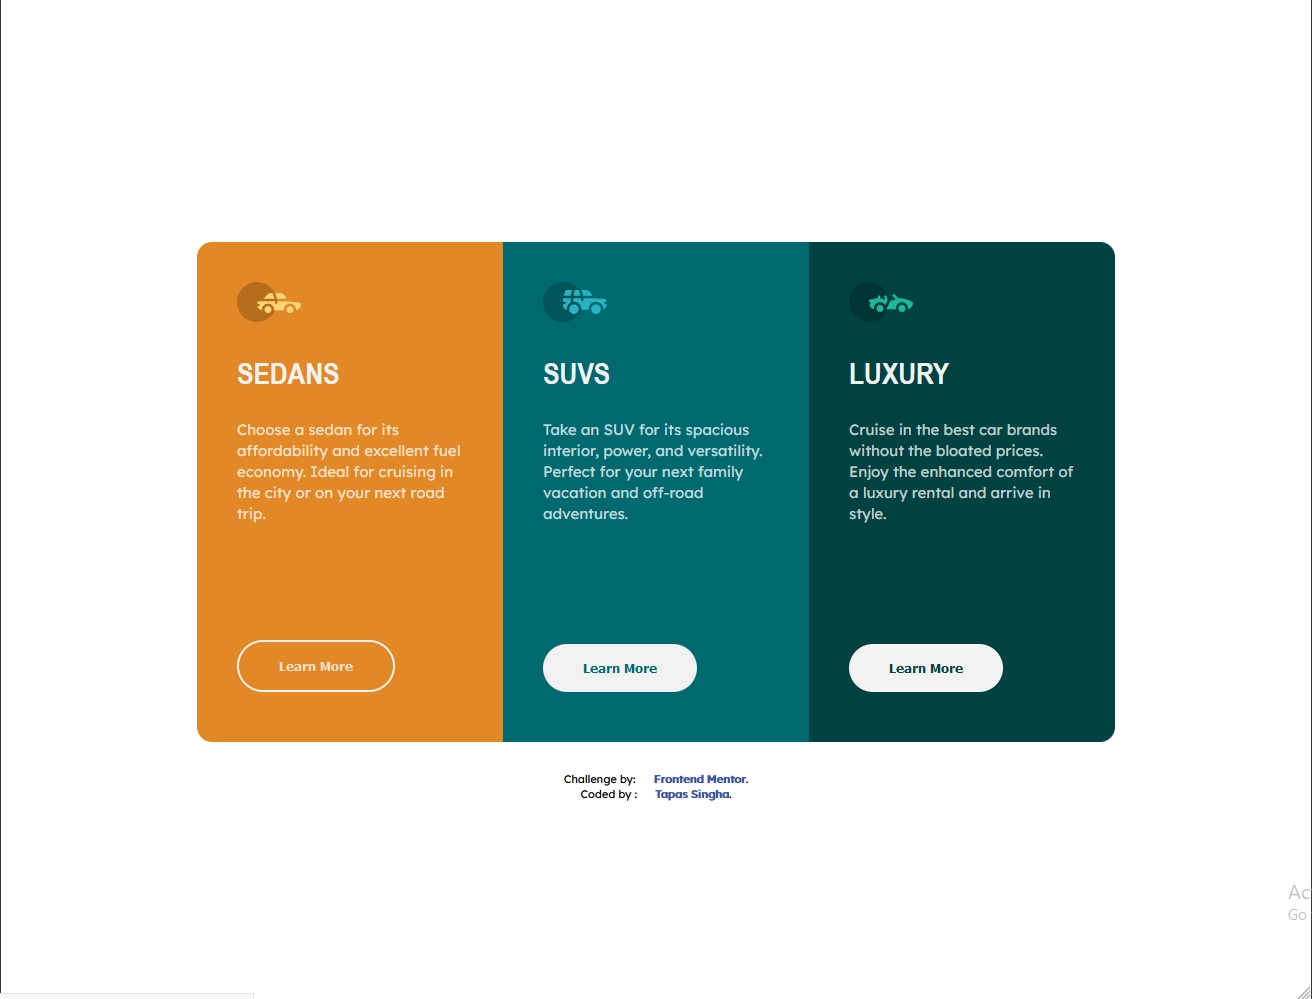 SEDANS
Choose a sedan for its
affordability and excellent fuel
economy. Ideal for cruising in
the city or on your next road
trip.
Learn More
SUVS
Take an SUV for its spacious
interior, power, and versatility.
Perfect for your next family
vacation and off-road
adventures.
Learn More
LUXURY
Cruise in the best car brands
without the bloated prices.
Enjoy the enhanced comfort of
a luxury rental and arrive in
style.
Learn More
Challenge by: Frontend Mentor.
Coded by : Tapas Singha.
Ac
Go